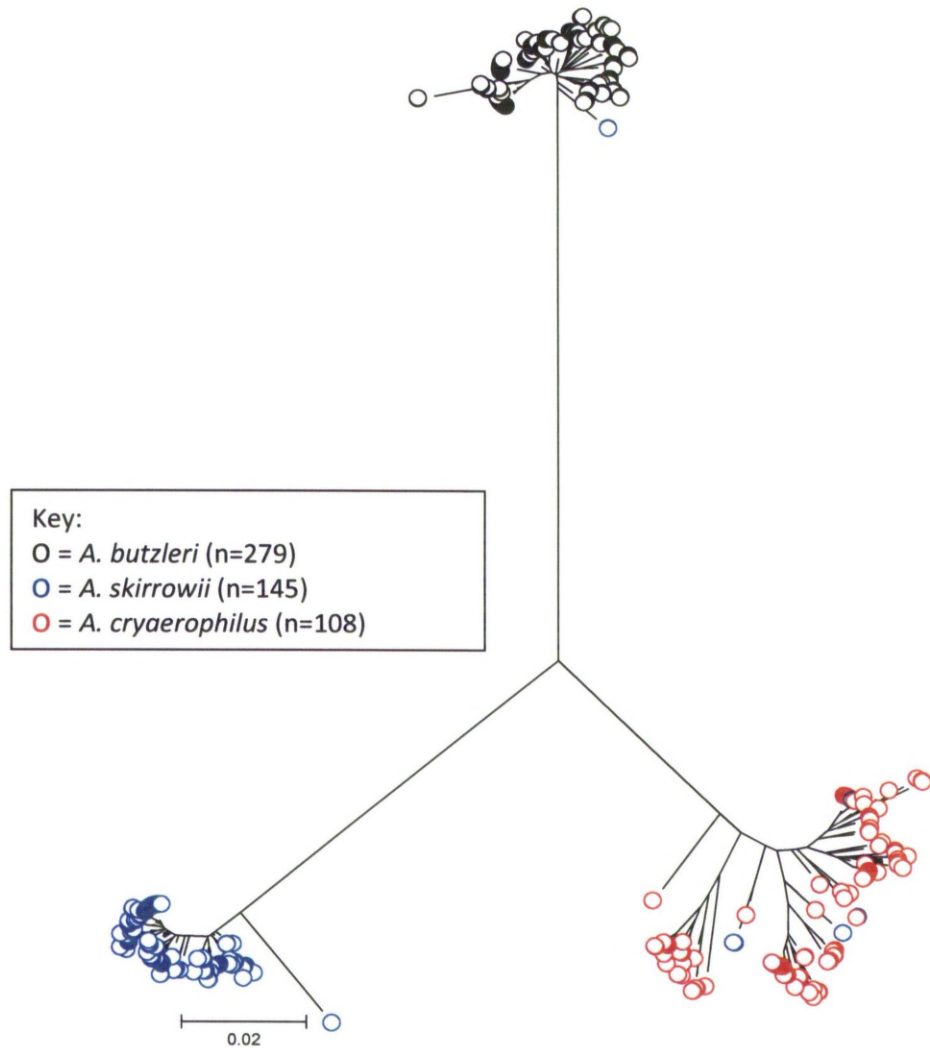 Key:
O = A. butzleri (n=279)
O = A. skirrowii (n=145)
O = A. cryaerophilus (n=108)
0.02